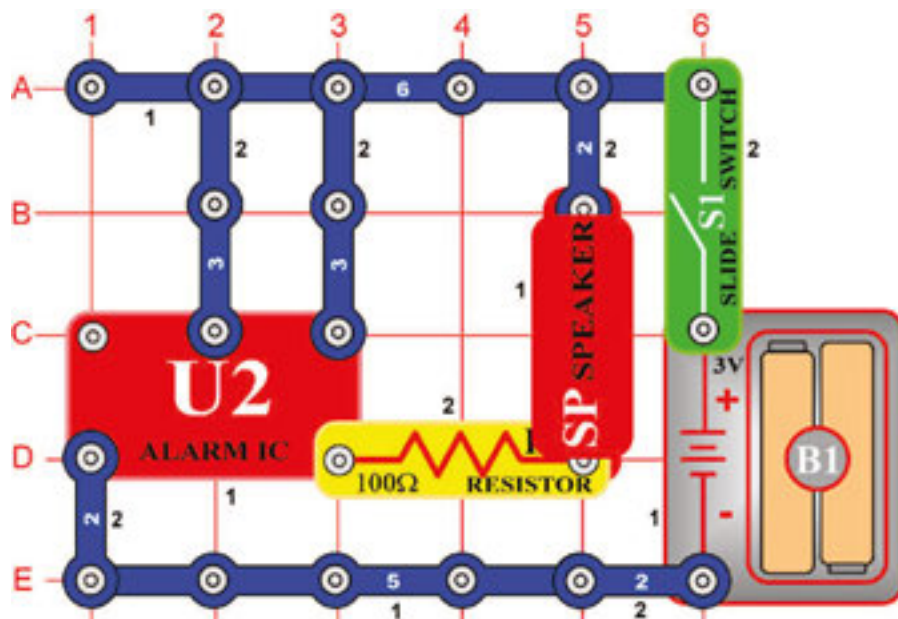 1 2 3 4 5 6
A 6
1 2 2 2 2
B
3 3 2
SLIDE S1 SWITCH
1
SP SPEAKER
C
U2
ALARM IC
3V
+
B1
-
2
D
100Ω RESISTOR
1
2 2
1
E 5 2
1 2